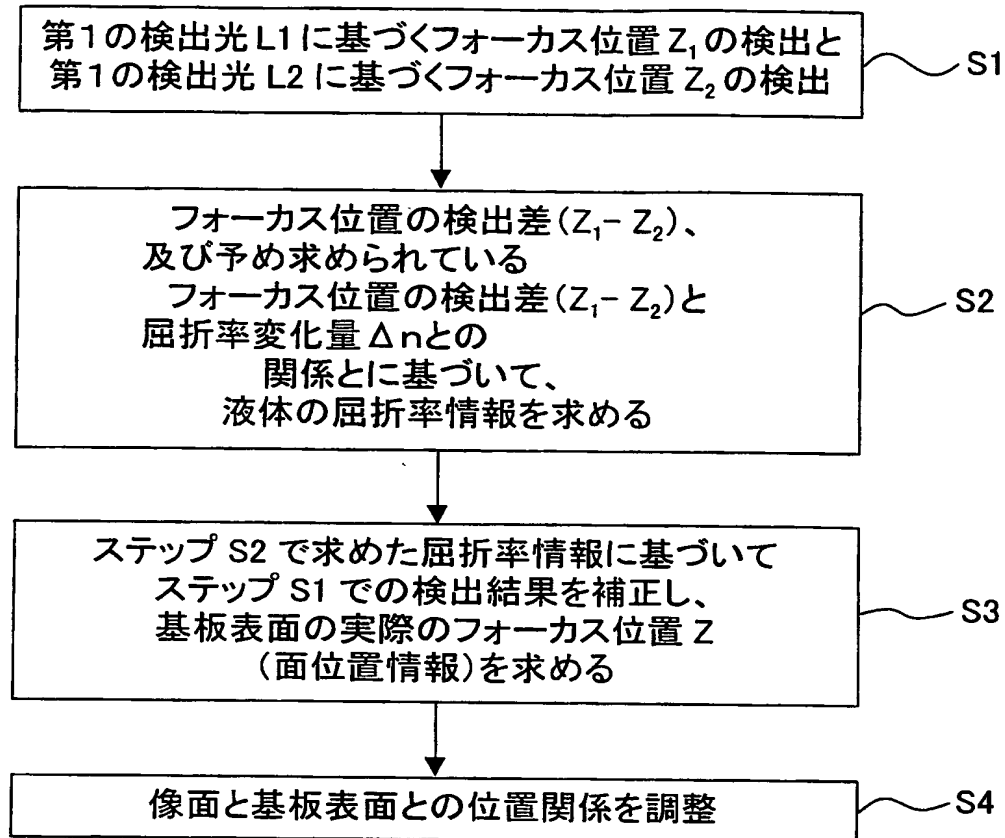 第1の検出光L1に基づくフォーカス位置Z₁の検出と
第1の検出光L2に基づくフォーカス位置Z₂の検出
S1
フォーカス位置の検出差(Z₁−Z₂)、
及び予め求められている
フォーカス位置の検出差(Z₁−Z₂)と
屈折率変化量Δnとの
関係とに基づいて、
液体の屈折率情報を求める
S2
ステップS2で求めた屈折率情報に基づいて
ステップS1での検出結果を補正し、
基板表面の実際のフォーカス位置Z
(面位置情報)を求める
S3
像面と基板表面との位置関係を調整
S4